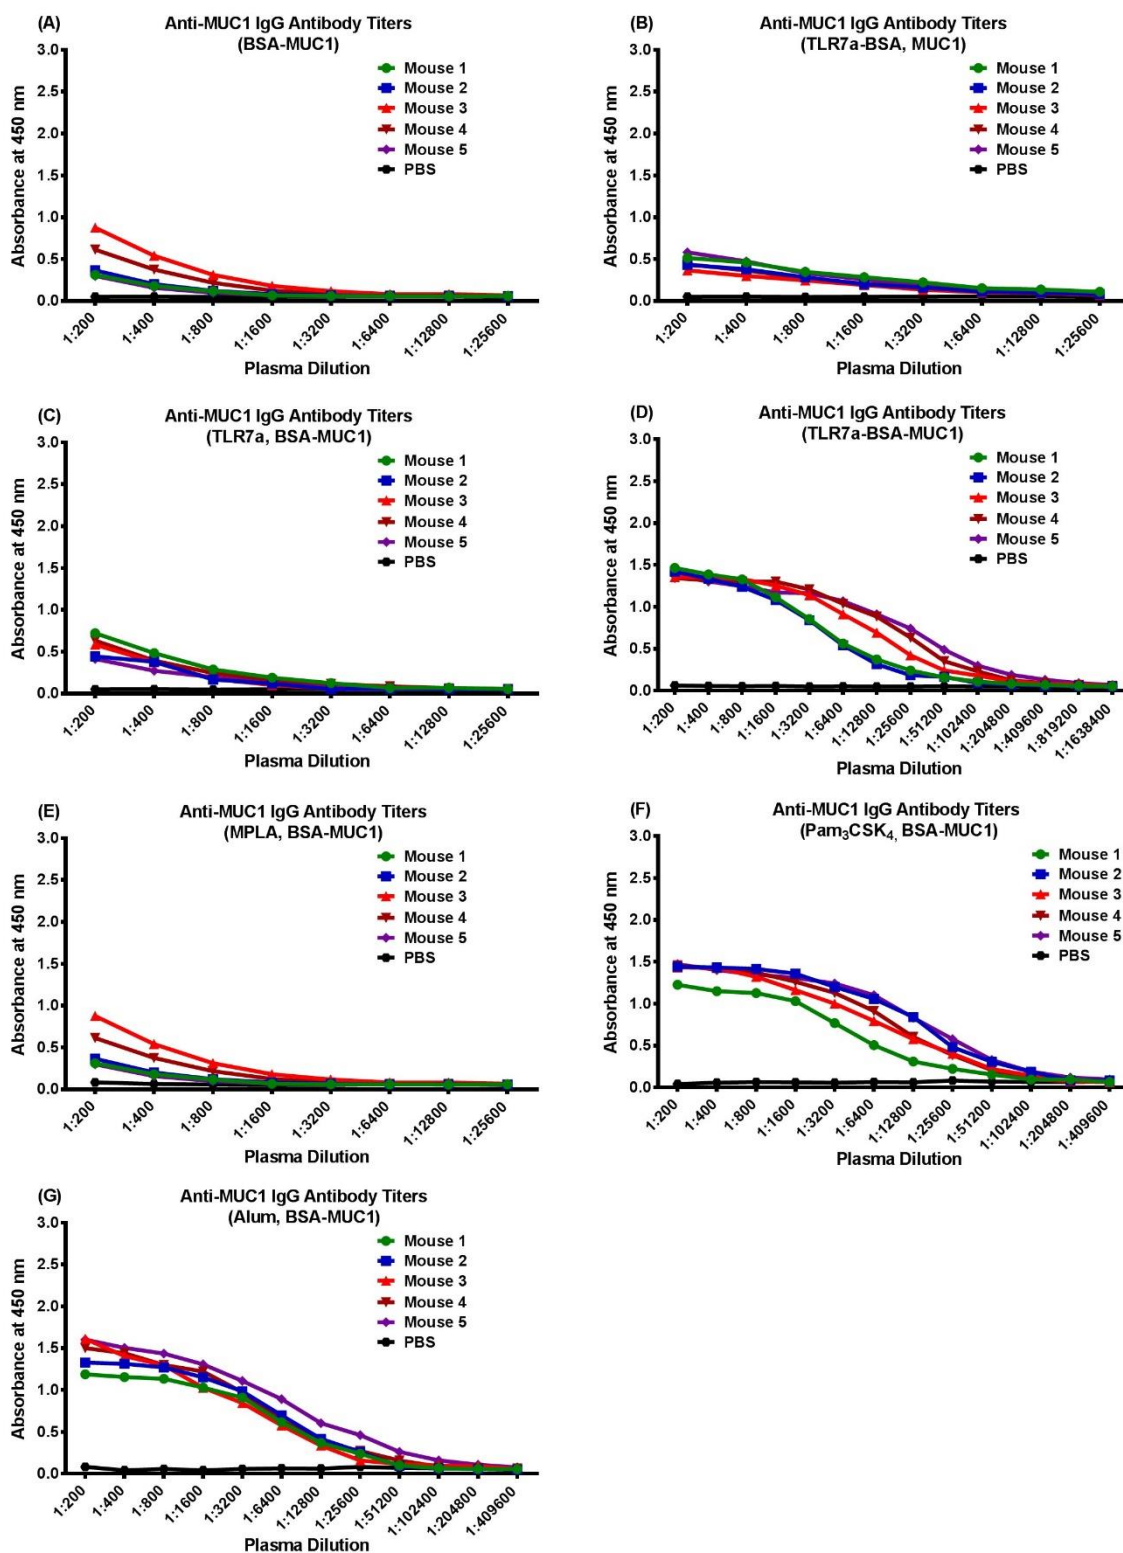 (A) Anti-MUC1 IgG Antibody Titers
(BSA-MUC1)
Absorbance at 450 nm
3.0
2.5
2.0
1.5
1.0
0.5
0.0
Mouse 1
Mouse 2
Mouse 3
Mouse 4
Mouse 5
PBS
1:200
1:400
1:800
1:1600
1:3200
1:6400
1:12800
1:25600
Plasma Dilution
(B) Anti-MUC1 IgG Antibody Titers
(TLR7a-BSA, MUC1)
Absorbance at 450 nm
3.0
2.5
2.0
1.5
1.0
0.5
0.0
Mouse 1
Mouse 2
Mouse 3
Mouse 4
Mouse 5
PBS
1:200
1:400
1:800
1:1600
1:3200
1:6400
1:12800
1:25600
Plasma Dilution
(C) Anti-MUC1 IgG Antibody Titers
(TLR7a, BSA-MUC1)
Absorbance at 450 nm
3.0
2.5
2.0
1.5
1.0
0.5
0.0
Mouse 1
Mouse 2
Mouse 3
Mouse 4
Mouse 5
PBS
1:200
1:400
1:800
1:1600
1:3200
1:6400
1:12800
1:25600
Plasma Dilution
(D) Anti-MUC1 IgG Antibody Titers
(TLR7a-BSA-MUC1)
Absorbance at 450 nm
3.0
2.5
2.0
1.5
1.0
0.5
0.0
Mouse 1
Mouse 2
Mouse 3
Mouse 4
Mouse 5
PBS
1:200
1:400
1:800
1:1600
1:3200
1:6400
1:12800
1:25600
1:51200
1:102400
1:204800
1:409600
1:819200
1:1638400
Plasma Dilution
(E) Anti-MUC1 IgG Antibody Titers
(MPLA, BSA-MUC1)
Absorbance at 450 nm
3.0
2.5
2.0
1.5
1.0
0.5
0.0
Mouse 1
Mouse 2
Mouse 3
Mouse 4
Mouse 5
PBS
1:200
1:400
1:800
1:1600
1:3200
1:6400
1:12800
1:25600
Plasma Dilution
(F) Anti-MUC1 IgG Antibody Titers
(Pam₃CSK₄, BSA-MUC1)
Absorbance at 450 nm
3.0
2.5
2.0
1.5
1.0
0.5
0.0
Mouse 1
Mouse 2
Mouse 3
Mouse 4
Mouse 5
PBS
1:200
1:400
1:800
1:1600
1:3200
1:6400
1:12800
1:25600
1:51200
1:102400
1:204800
1:409600
Plasma Dilution
(G) Anti-MUC1 IgG Antibody Titers
(Alum, BSA-MUC1)
Absorbance at 450 nm
3.0
2.5
2.0
1.5
1.0
0.5
0.0
Mouse 1
Mouse 2
Mouse 3
Mouse 4
Mouse 5
PBS
1:200
1:400
1:800
1:1600
1:3200
1:6400
1:12800
1:25600
1:51200
1:102400
1:204800
1:409600
Plasma Dilution